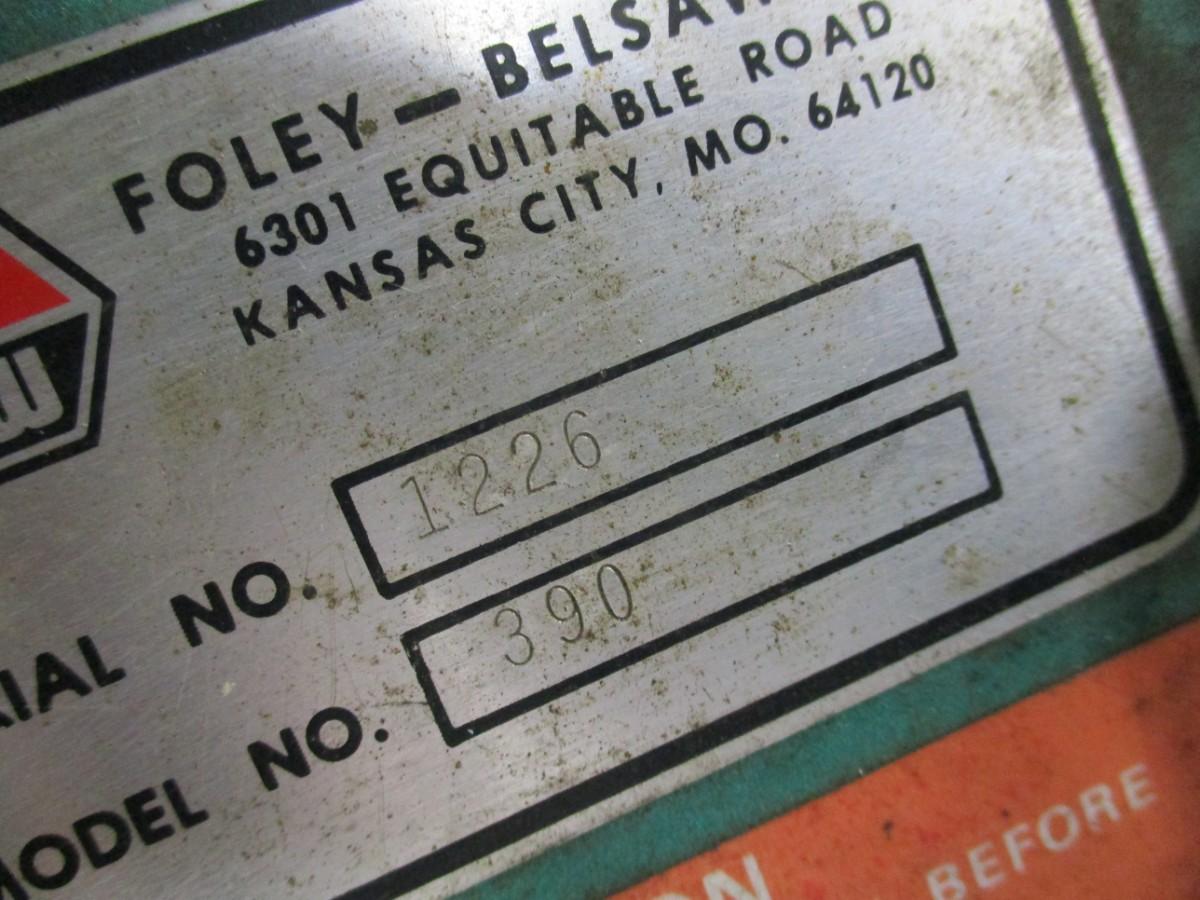 FOLEY — BELSAW
6301 EQUITABLE ROAD
KANSAS CITY, MO. 64120
NO. 1226
MODEL NO. 390
BEFORE